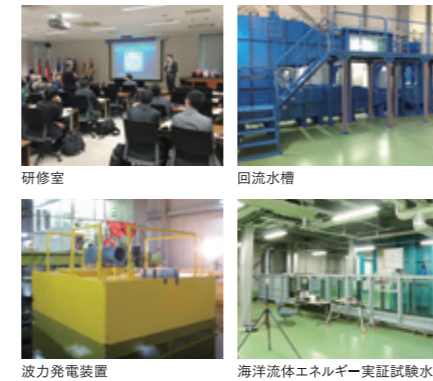 研修室
回流水槽
波力発電装置
海洋流体エネルギー実証試験水